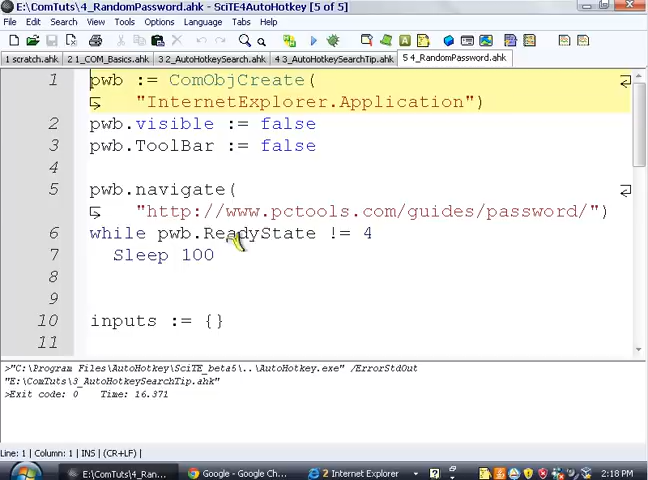 E:\ComTuts\4_RandomPassword.ahk - SciTE4AutoHotkey [5 of 5]
File Edit Search View Tools Options Language Tabs Help
1 scratch.ahk 2 1_COM_Basics.ahk 3 2_AutoHotkeySearch.ahk 4 3_AutoHotkeySearchTip.ahk 5 4_RandomPassword.ahk
1 pwb := ComObjCreate(
"InternetExplorer.Application")
2 pwb.visible := false
3 pwb.ToolBar := false
4
5 pwb.navigate(
"http://www.pctools.com/guides/password/")
6 while pwb.ReadyState != 4
7 Sleep 100
8
9
10 inputs := {}
11
>"C:\Program Files\AutoHotkey\SciTE_beta5\..\AutoHotkey.exe" /ErrorStdOut
"E:\ComTuts\3_AutoHotkeySearchTip.ahk"
>Exit code: 0 Time: 16.371
Line: 1 | Column: 1 | INS | (CR+LF)
E:\ComTuts\4_Ran... Google - Google Ch... 2 Internet Explorer 2:18 PM